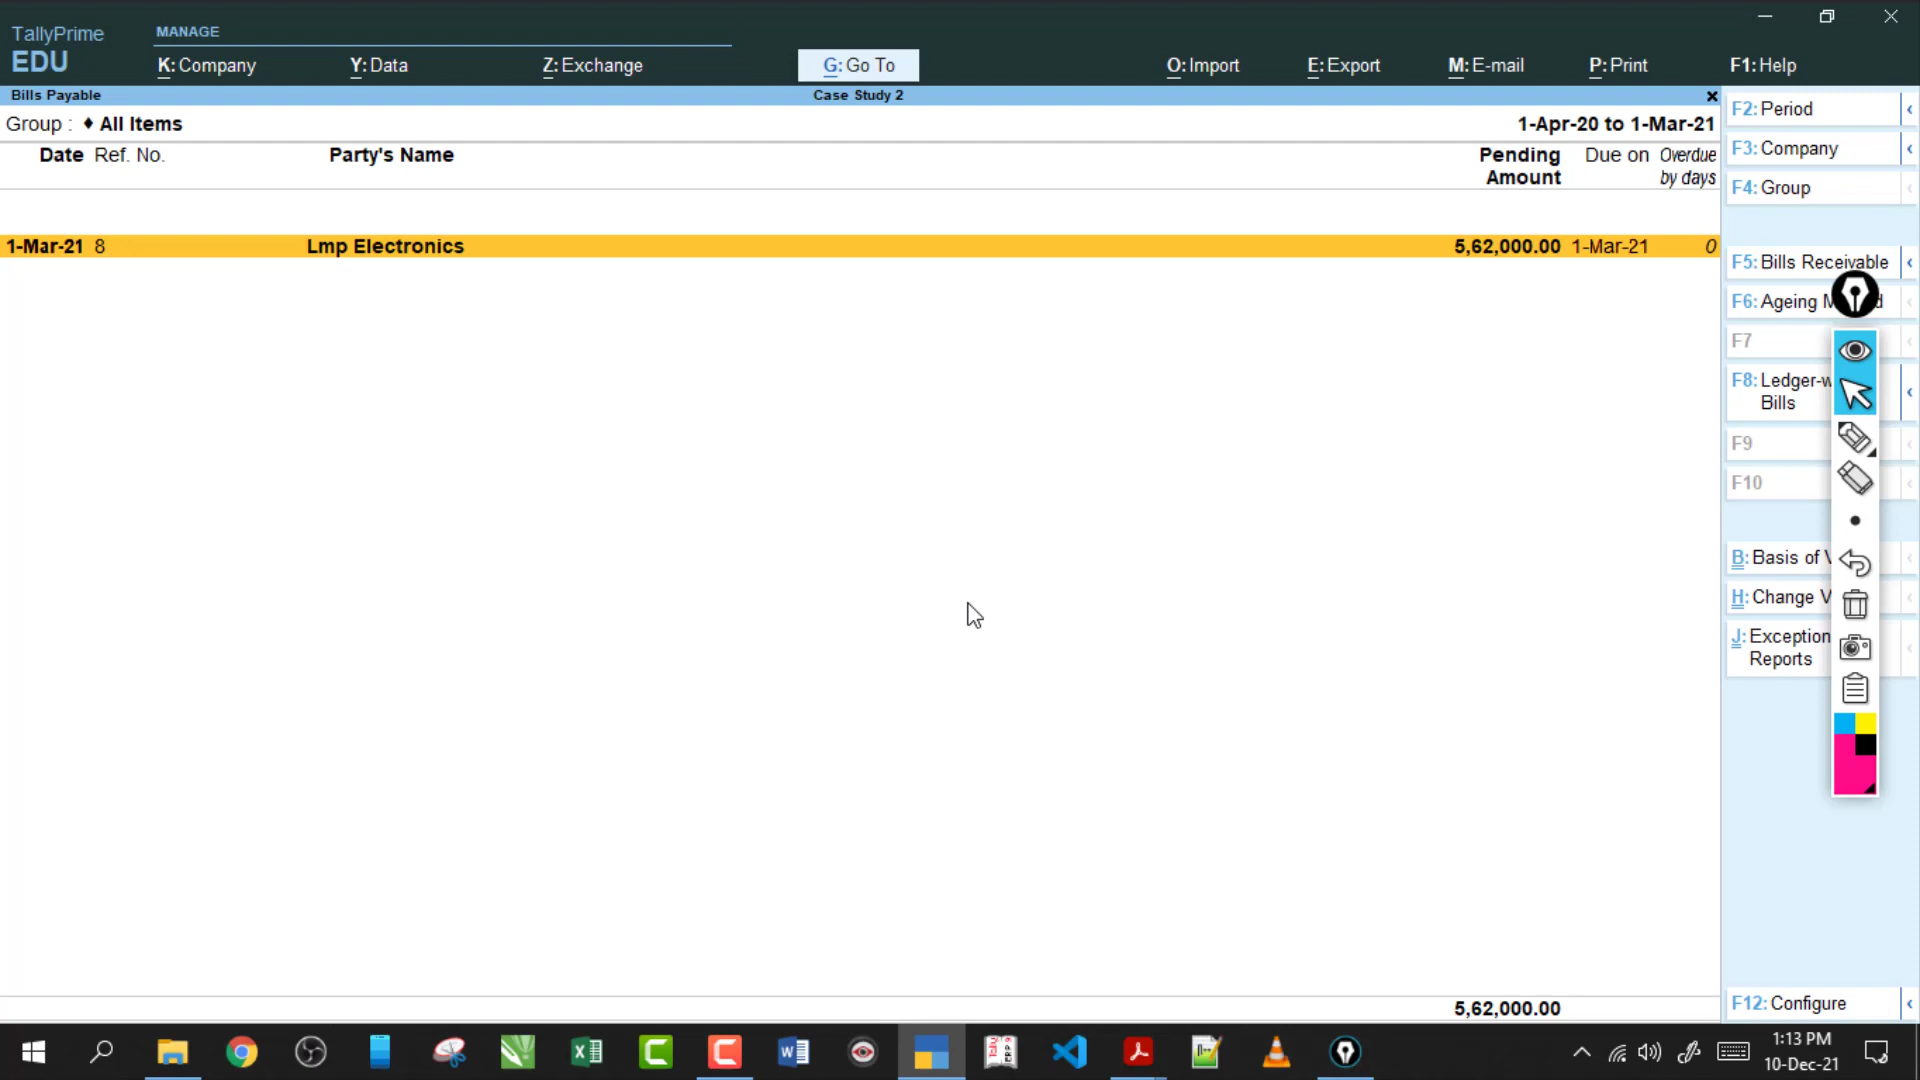 TallyPrime
EDU
MANAGE
K: Company
Y: Data
Z: Exchange
G: Go To
O: Import
E: Export
M: E-mail
P: Print
F1: Help
Bills Payable
Case Study 2
Group : ♦ All Items
1-Apr-20 to 1-Mar-21
Date Ref. No. Party's Name Pending Amount Due on Overdue by days
1-Mar-21 8 Lmp Electronics 5,62,000.00 1-Mar-21 0
5,62,000.00
F2: Period
F3: Company
F4: Group
F5: Bills Receivable
F6: Ageing
F7
F8: Ledger-
Bills
F9
F10
B: Basis of
H: Change
J: Exception
Reports
F12: Configure
1:13 PM
10-Dec-21